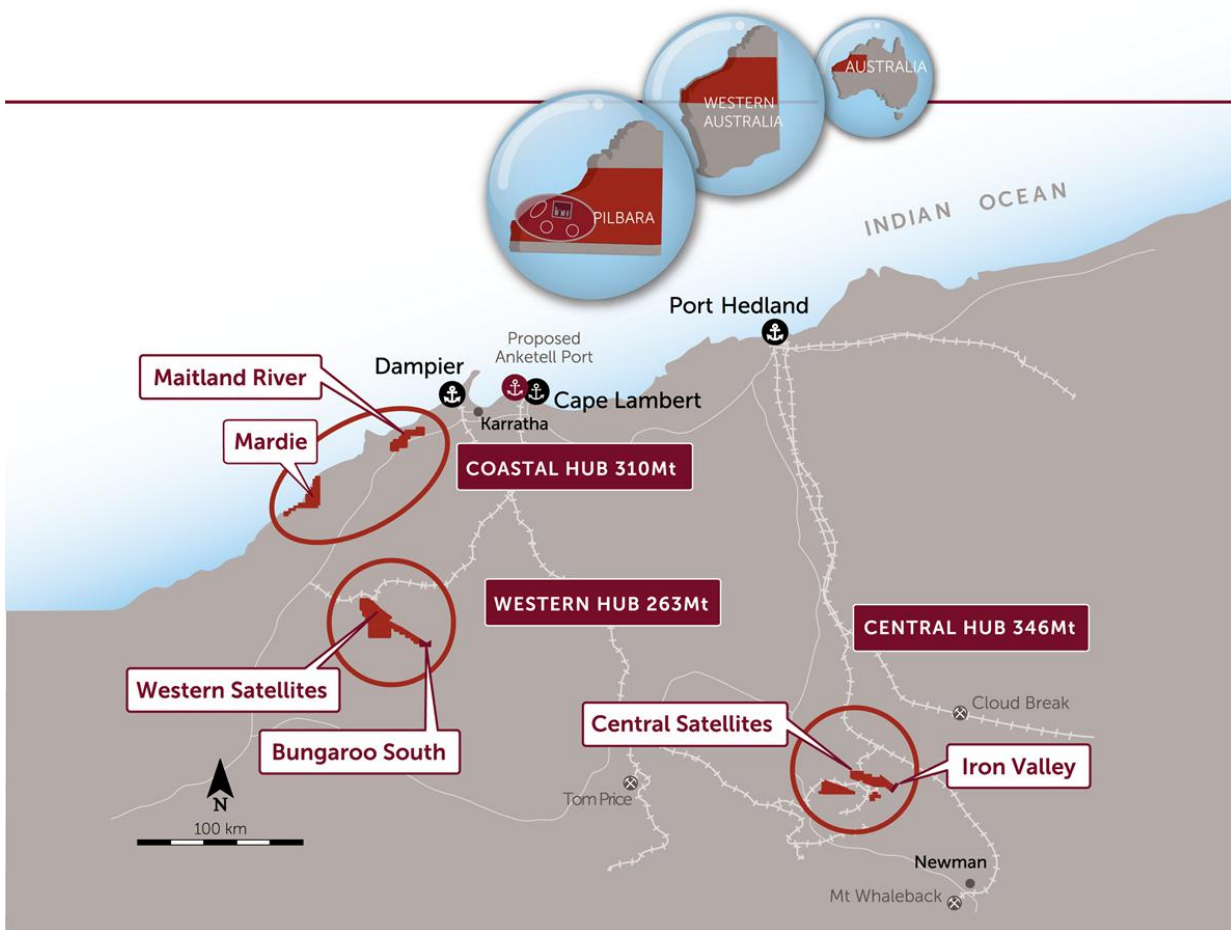 AUSTRALIA
WESTERN
AUSTRALIA
PILBARA
INDIAN OCEAN
Port Hedland
Proposed
Anketell Port
Dampier
Cape Lambert
Karratha
Maitland River
Mardie
COASTAL HUB 310Mt
WESTERN HUB 263Mt
CENTRAL HUB 346Mt
Western Satellites
Bungaroo South
Central Satellites
Cloud Break
Iron Valley
Tom Price
N
100 km
Newman
Mt Whaleback